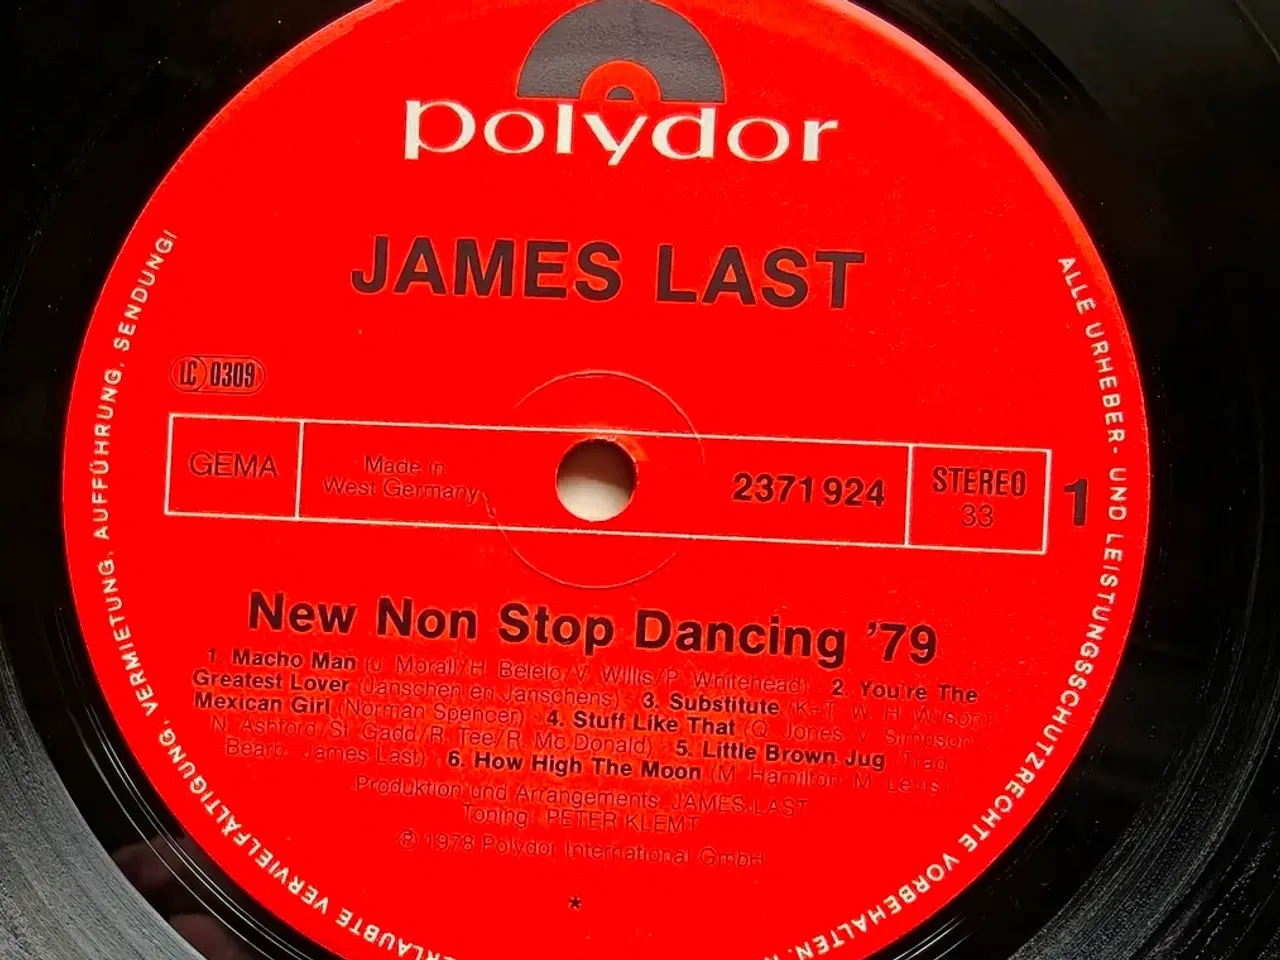 polydor
JAMES LAST
LC 0309
GEMA
Made in
West Germany
2371 924
STEREO
33
1
New Non Stop Dancing '79
1. Macho Man (J. Morali/H. Belelo/V. Willis/P. Whitehead) 2. You're The
Greatest Lover (Janschen en Janschens) 3. Substitute (K+T W. H. Wilson)
Mexican Girl (Norman Spencer) 4. Stuff Like That (Q. Jones V. Simpson
N. Ashford/St. Gadd/R. Tee/R. Mc.Donald) 5. Little Brown Jug (Trad
Bearb. James Last) 6. How High The Moon (M. Hamilton M. Lewis)
Produktion und Arrangements: JAMES LAST
Toning: PETER KLEMT
Ⓟ 1978 Polydor International GmbH
*
ALLE URHEBER- UND LEISTUNGSSCHUTZRECHTE VORBEHALTEN.
VERVIELFÄLTIGUNG, VERMIETUNG, AUFFÜHRUNG, SENDUNG!